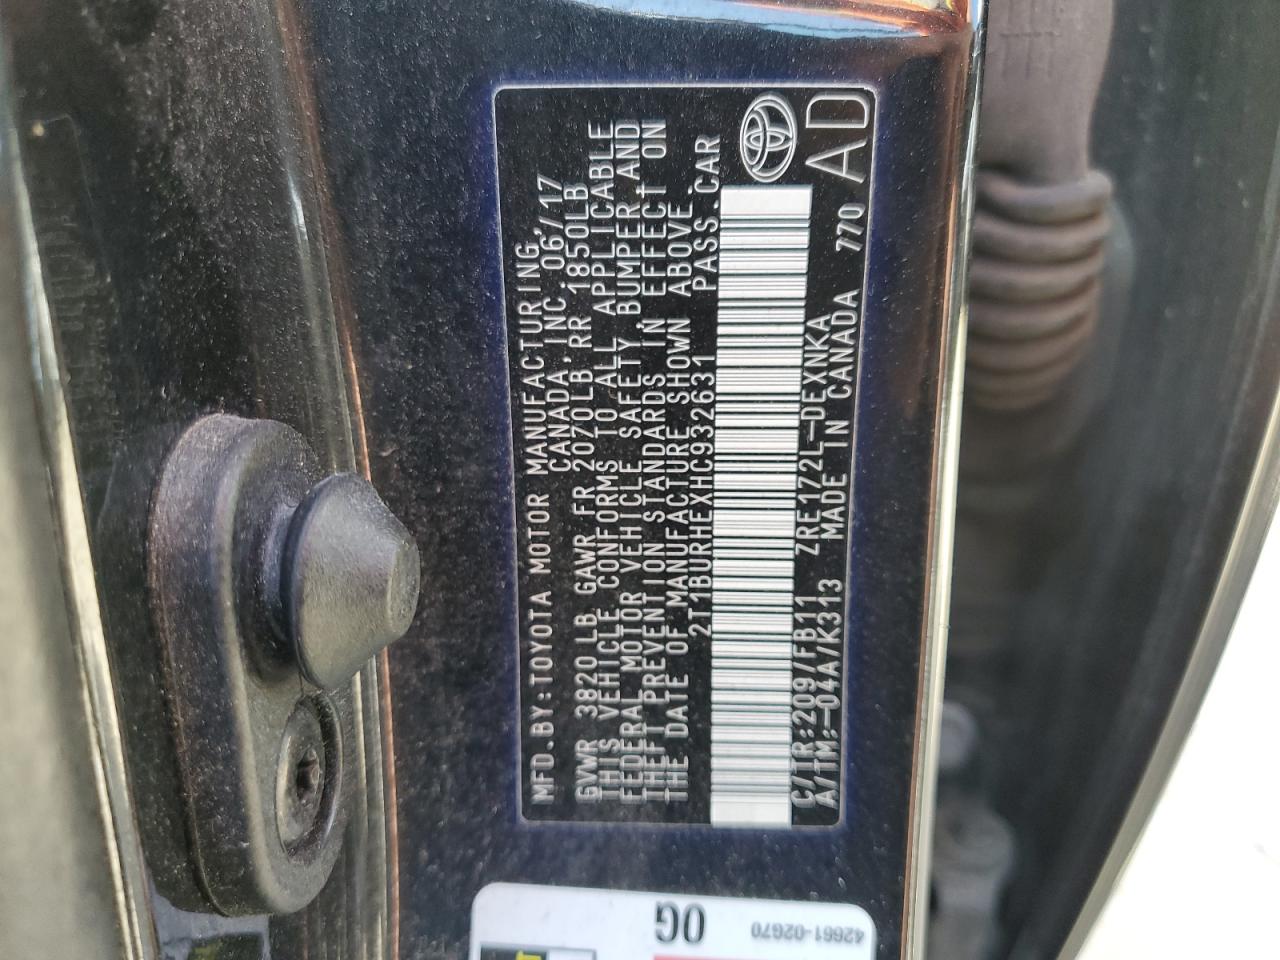 MFD.BY:TOYOTA MOTOR MANUFACTURING,
CANADA,INC. 06/17
GVWR 3820LB GAWR FR 2070LB,RR 1850LB
THIS VEHICLE CONFORMS TO ALL APPLICABLE
FEDERAL MOTOR VEHICLE SAFETY, BUMPER,AND
THEFT PREVENTION STANDARDS IN EFFECT ON
THE DATE OF MANUFACTURE SHOWN ABOVE.
2T1BURHEXHC932631 PASS.CAR
C/TR:209/FB11 ZRE172L-DEXNKA
A/TM:-04A/K313 MADE IN CANADA 770
AD
0G
42661-02G70